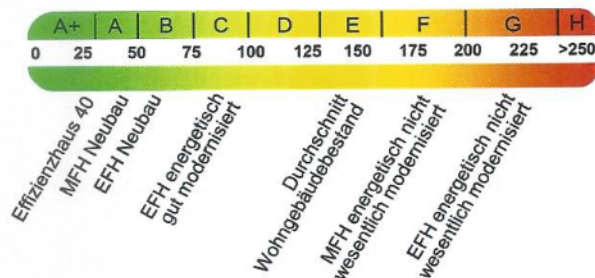 A+ A B C D E F G H
0 25 50 75 100 125 150 175 200 225 >250
Effizienzhaus 40
MFH Neubau
EFH Neubau
EFH energetisch
gut modernisiert
Durchschnitt
Wohngebäudebestand
MFH energetisch nicht
wesentlich modernisiert
EFH energetisch nicht
wesentlich modernisiert